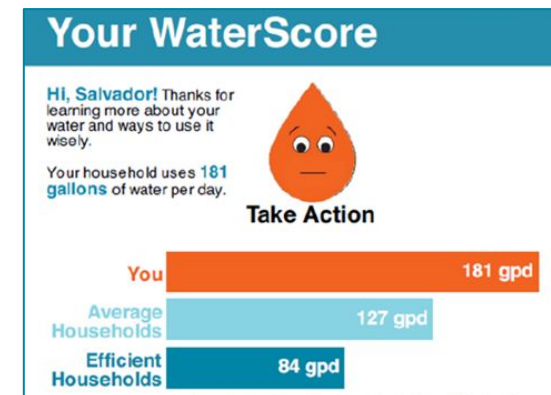 Your WaterScore
Hi, Salvador! Thanks for
learning more about your
water and ways to use it
wisely.
Your household uses 181
gallons of water per day.
Take Action
You
181 gpd
Average
Households
127 gpd
Efficient
Households
84 gpd